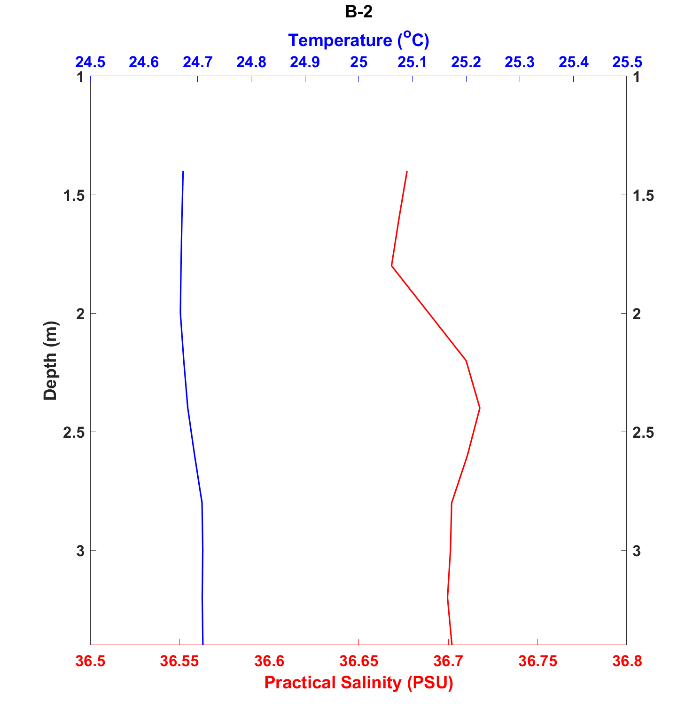 B-2
Temperature (°C)
24.5 24.6 24.7 24.8 24.9 25 25.1 25.2 25.3 25.4 25.5
1 1
1.5 1.5
2 2
Depth (m)
2.5 2.5
3 3
36.5 36.55 36.6 36.65 36.7 36.75 36.8
Practical Salinity (PSU)